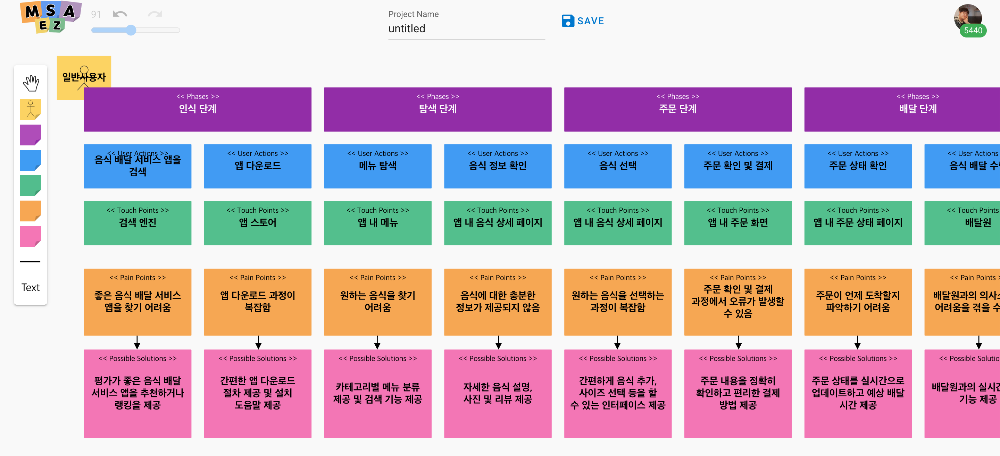 MSA
EZ
91
Project Name
untitled
SAVE
5440
일반사용자
Text
<< Phases >>
인식 단계
<< Phases >>
탐색 단계
<< Phases >>
주문 단계
<< Phases >>
배달 단계
<< User Actions >>
음식 배달 서비스 앱을
검색
<< User Actions >>
앱 다운로드
<< User Actions >>
메뉴 탐색
<< User Actions >>
음식 정보 확인
<< User Actions >>
음식 선택
<< User Actions >>
주문 확인 및 결제
<< User Actions >>
주문 상태 확인
<< User Actions
음식 배달
<< Touch Points >>
검색 엔진
<< Touch Points >>
앱 스토어
<< Touch Points >>
앱 내 메뉴
<< Touch Points >>
앱 내 음식 상세 페이지
<< Touch Points >>
앱 내 음식 상세 페이지
<< Touch Points >>
앱 내 주문 화면
<< Touch Points >>
앱 내 주문 상태 페이지
<< Touch Points
배달원
<< Pain Points >>
좋은 음식 배달 서비스
앱을 찾기 어려움
<< Pain Points >>
앱 다운로드 과정이
복잡함
<< Pain Points >>
원하는 음식을 찾기
어려움
<< Pain Points >>
음식에 대한 충분한
정보가 제공되지 않음
<< Pain Points >>
원하는 음식을 선택하는
과정이 복잡함
<< Pain Points >>
주문 확인 및 결제
과정에서 오류가 발생할
수 있음
<< Pain Points >>
주문이 언제 도착할지
파악하기 어려움
<< Pain Points
배달원과의
어려움을 겪을 수
<< Possible Solutions >>
평가가 좋은 음식 배달
서비스 앱을 추천하거나
랭킹을 제공
<< Possible Solutions >>
간편한 앱 다운로드
절차 제공 및 설치
도움말 제공
<< Possible Solutions >>
카테고리별 메뉴 분류
제공 및 검색 기능 제공
<< Possible Solutions >>
자세한 음식 설명,
사진 및 리뷰 제공
<< Possible Solutions >>
간편하게 음식 추가,
사이즈 선택 등을 할
수 있는 인터페이스 제공
<< Possible Solutions >>
주문 내용을 정확히
확인하고 편리한 결제
방법 제공
<< Possible Solutions >>
주문 상태를 실시간으로
업데이트하고 예상 배달
시간 제공
<< Possible
배달원과의
기능 제공